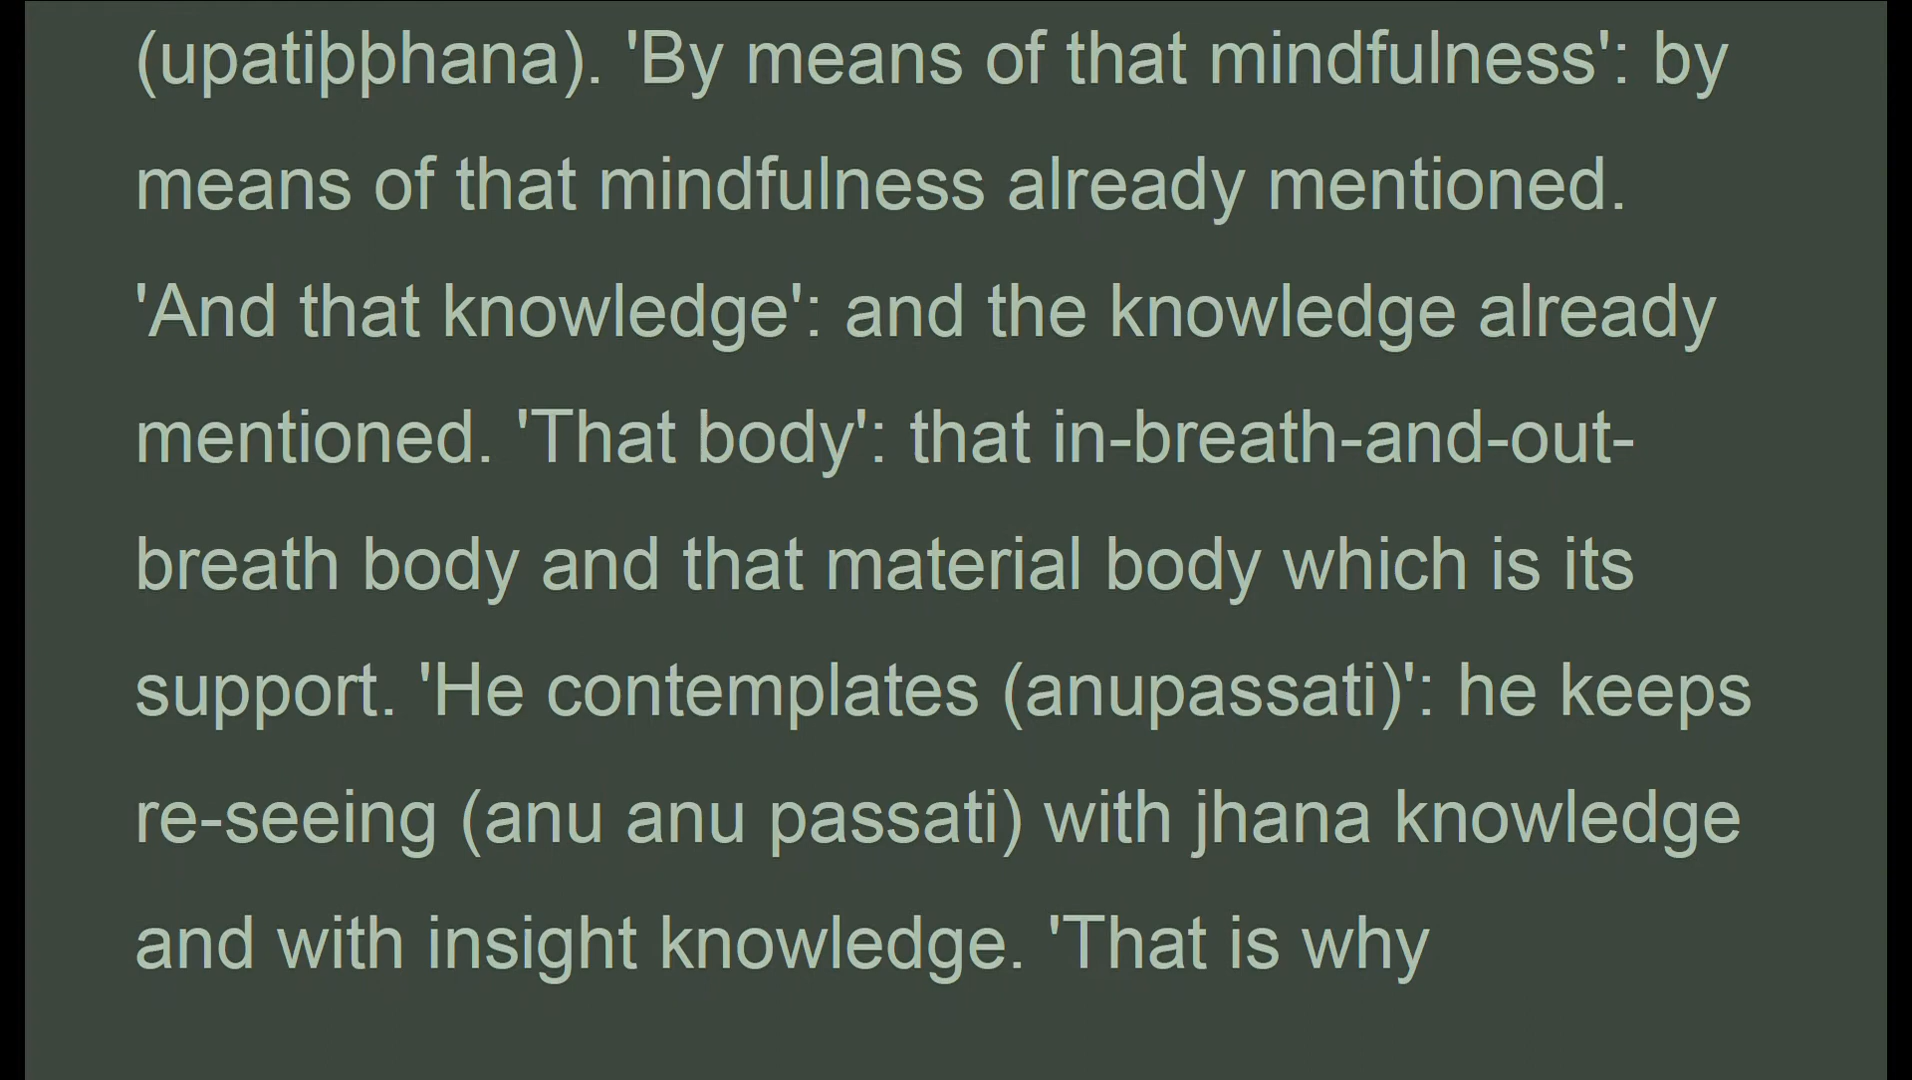 (upatiþþhana). 'By means of that mindfulness': by
means of that mindfulness already mentioned.
'And that knowledge': and the knowledge already
mentioned. 'That body': that in-breath-and-out-
breath body and that material body which is its
support. 'He contemplates (anupassati)': he keeps
re-seeing (anu anu passati) with jhana knowledge
and with insight knowledge. 'That is why